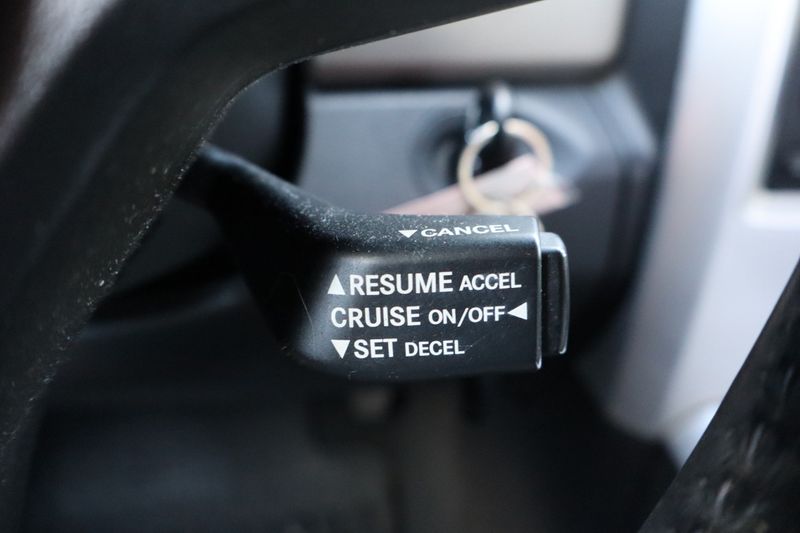 ▼CANCEL
▲RESUME ACCEL
CRUISE ON/OFF◀
▼SET DECEL